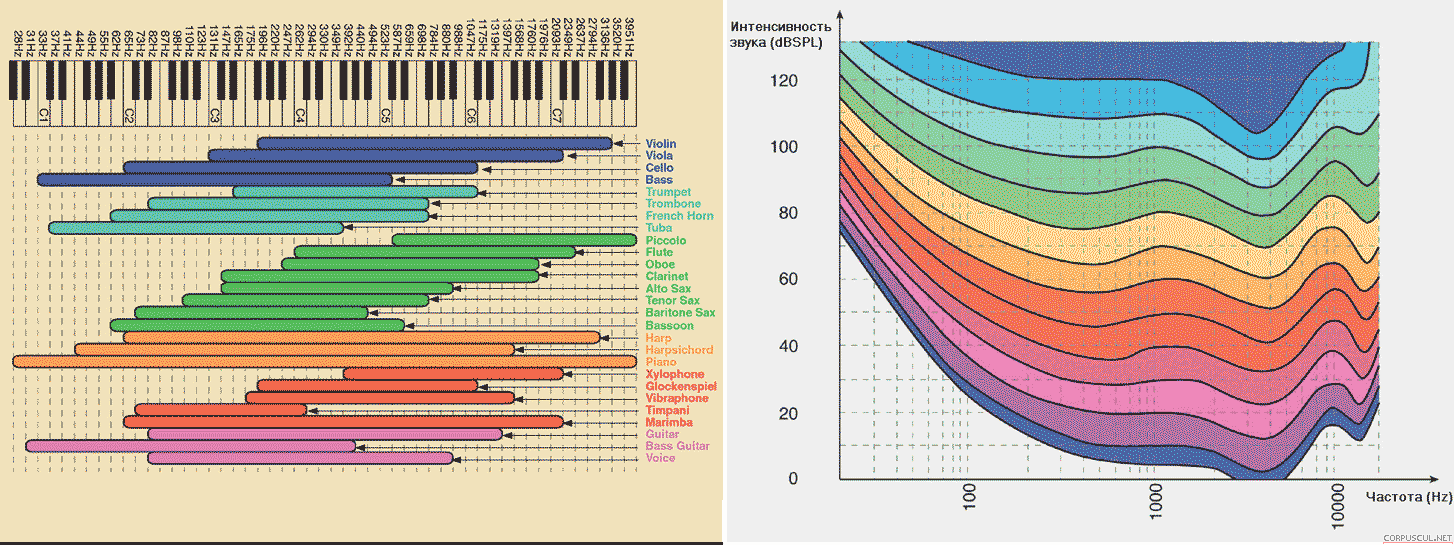 28Hz
31Hz
33Hz
37Hz
41Hz
44Hz
49Hz
55Hz
62Hz
65Hz
73Hz
82Hz
87Hz
98Hz
110Hz
123Hz
131Hz
147Hz
165Hz
175Hz
196Hz
220Hz
247Hz
262Hz
294Hz
330Hz
349Hz
392Hz
440Hz
494Hz
523Hz
587Hz
659Hz
698Hz
784Hz
880Hz
988Hz
1047Hz
1175Hz
1319Hz
1397Hz
1568Hz
1760Hz
1976Hz
2093Hz
2349Hz
2637Hz
2794Hz
3136Hz
3520Hz
3951Hz
C1
C2
C3
C4
C5
C6
C7
Violin
Viola
Cello
Bass
Trumpet
Trombone
French Horn
Tuba
Piccolo
Flute
Oboe
Clarinet
Alto Sax
Tenor Sax
Baritone Sax
Bassoon
Harp
Harpsichord
Piano
Xylophone
Glockenspiel
Vibraphone
Timpani
Marimba
Guitar
Bass Guitar
Voice
Интенсивность
звука (dBSPL)
120
100
80
60
40
20
0
100
1000
10000
Частота (Hz)
CORPUSCUL.NET